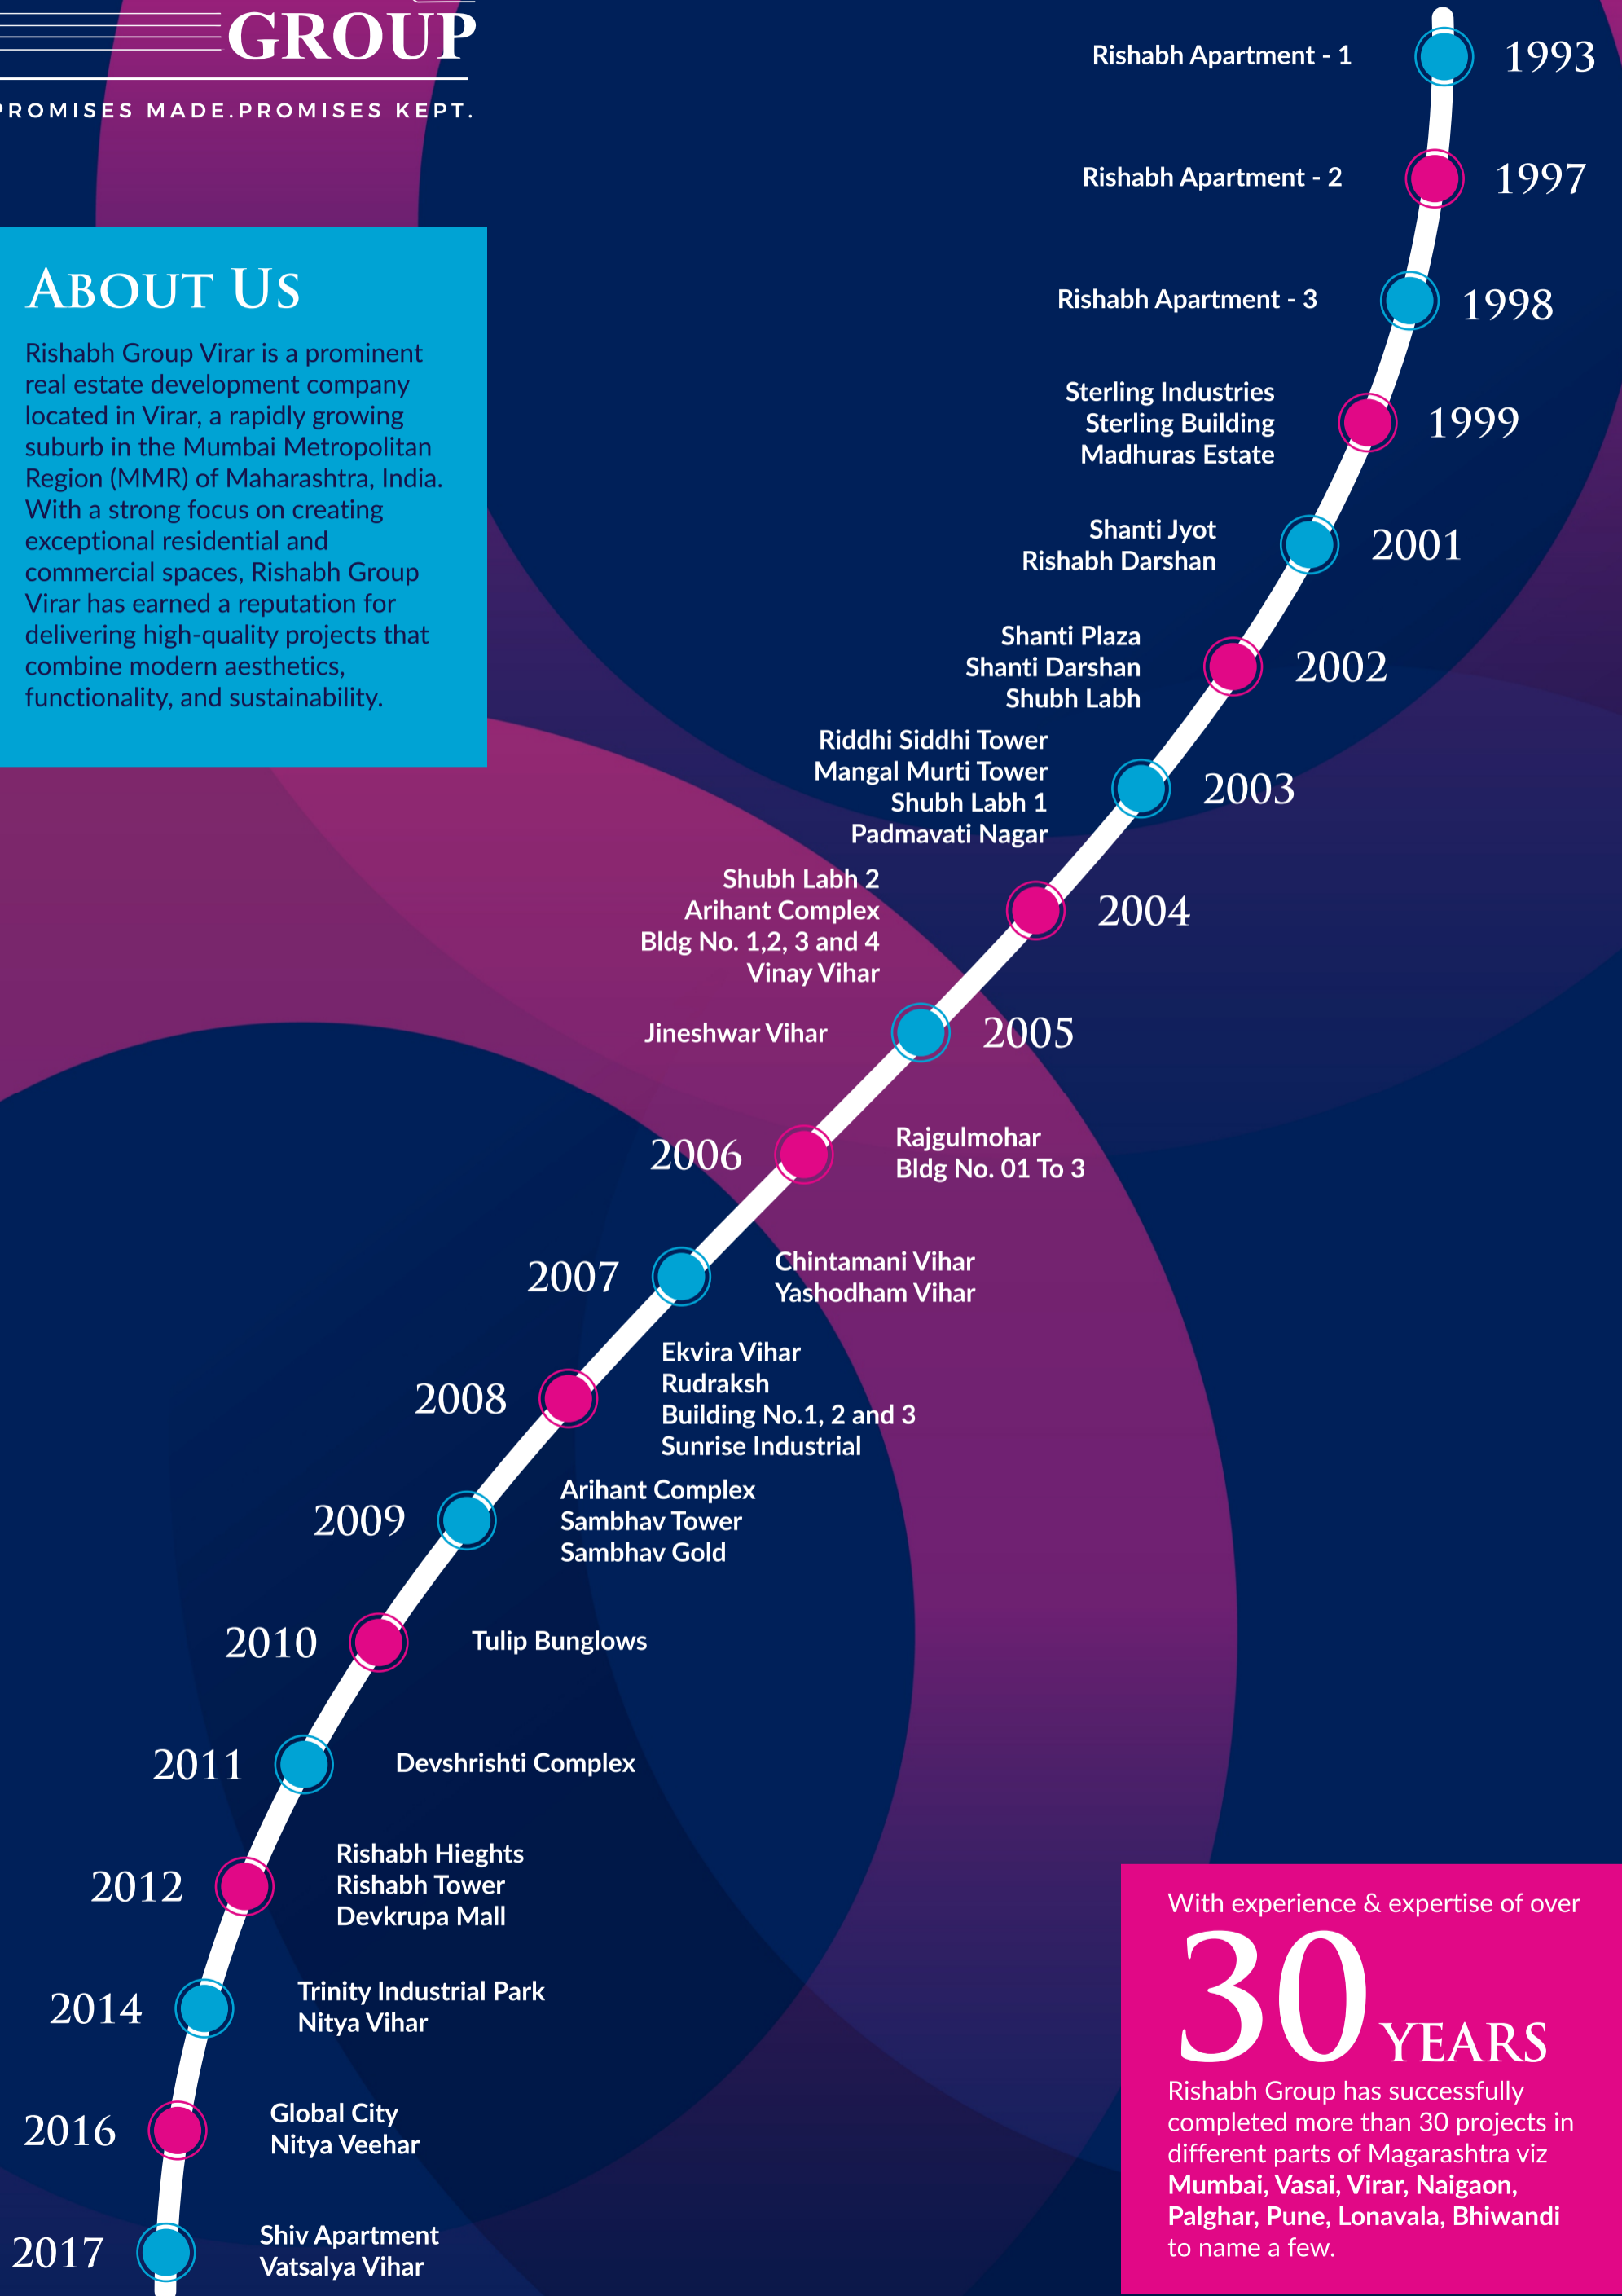 GROUP
PROMISES MADE.PROMISES KEPT.
ABOUT US
Rishabh Group Virar is a prominent
real estate development company
located in Virar, a rapidly growing
suburb in the Mumbai Metropolitan
Region (MMR) of Maharashtra, India.
With a strong focus on creating
exceptional residential and
commercial spaces, Rishabh Group
Virar has earned a reputation for
delivering high-quality projects that
combine modern aesthetics,
functionality, and sustainability.
Rishabh Apartment - 1
1993
Rishabh Apartment - 2
1997
Rishabh Apartment - 3
1998
Sterling Industries
Sterling Building
Madhuras Estate
1999
Shanti Jyot
Rishabh Darshan
2001
Shanti Plaza
Shanti Darshan
Shubh Labh
2002
Riddhi Siddhi Tower
Mangal Murti Tower
Shubh Labh 1
Padmavati Nagar
2003
Shubh Labh 2
Arihant Complex
Bldg No. 1,2, 3 and 4
Vinay Vihar
2004
Jineshwar Vihar
2005
2006
Rajgulmohar
Bldg No. 01 To 3
2007
Chintamani Vihar
Yashodham Vihar
2008
Ekvira Vihar
Rudraksh
Building No.1, 2 and 3
Sunrise Industrial
2009
Arihant Complex
Sambhav Tower
Sambhav Gold
2010
Tulip Bunglows
2011
Devshrishti Complex
2012
Rishabh Hieghts
Rishabh Tower
Devkrupa Mall
2014
Trinity Industrial Park
Nitya Vihar
2016
Global City
Nitya Veehar
2017
Shiv Apartment
Vatsalya Vihar
With experience & expertise of over
30 YEARS
Rishabh Group has successfully
completed more than 30 projects in
different parts of Magarashtra viz
Mumbai, Vasai, Virar, Naigaon,
Palghar, Pune, Lonavala, Bhiwandi
to name a few.